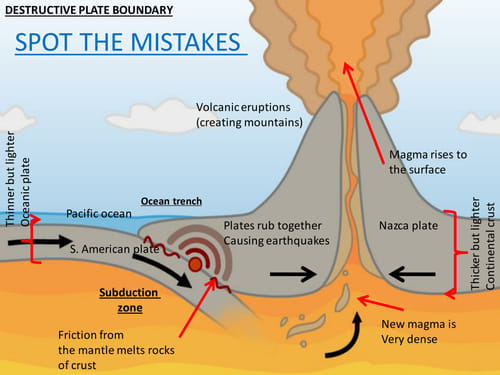 DESTRUCTIVE PLATE BOUNDARY
SPOT THE MISTAKES
Volcanic eruptions
(creating mountains)
Magma rises to
the surface
Thinner but lighter
Oceanic plate
Ocean trench
Pacific ocean
Plates rub together
Causing earthquakes
Nazca plate
S. American plate
Thicker but lighter
Continental crust
Subduction
zone
Friction from
the mantle melts rocks
of crust
New magma is
Very dense